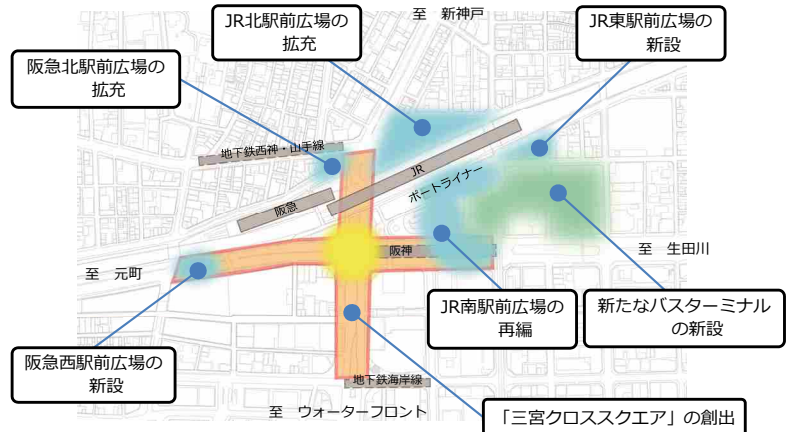 JR北駅前広場の
拡充
至 新神戸
JR東駅前広場の
新設
阪急北駅前広場の
拡充
地下鉄西神・山手線
JR
ポートライナー
阪急
阪神
至 生田川
至 元町
JR南駅前広場の
再編
新たなバスターミナル
の新設
阪急西駅前広場の
新設
地下鉄海岸線
至 ウォーターフロント
「三宮クロススクエア」の創出